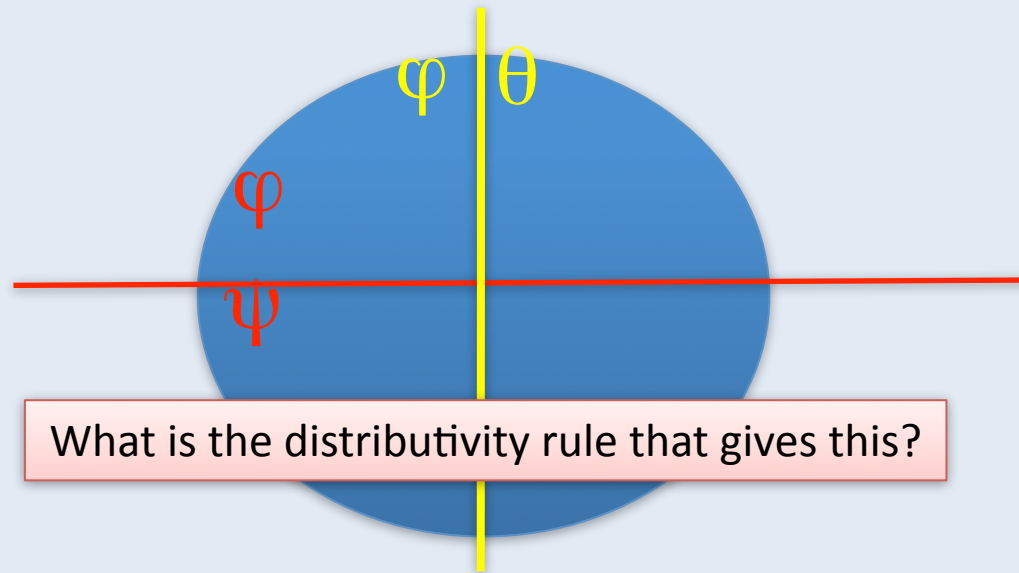 φ θ
φ
ψ
What is the distributivity rule that gives this?